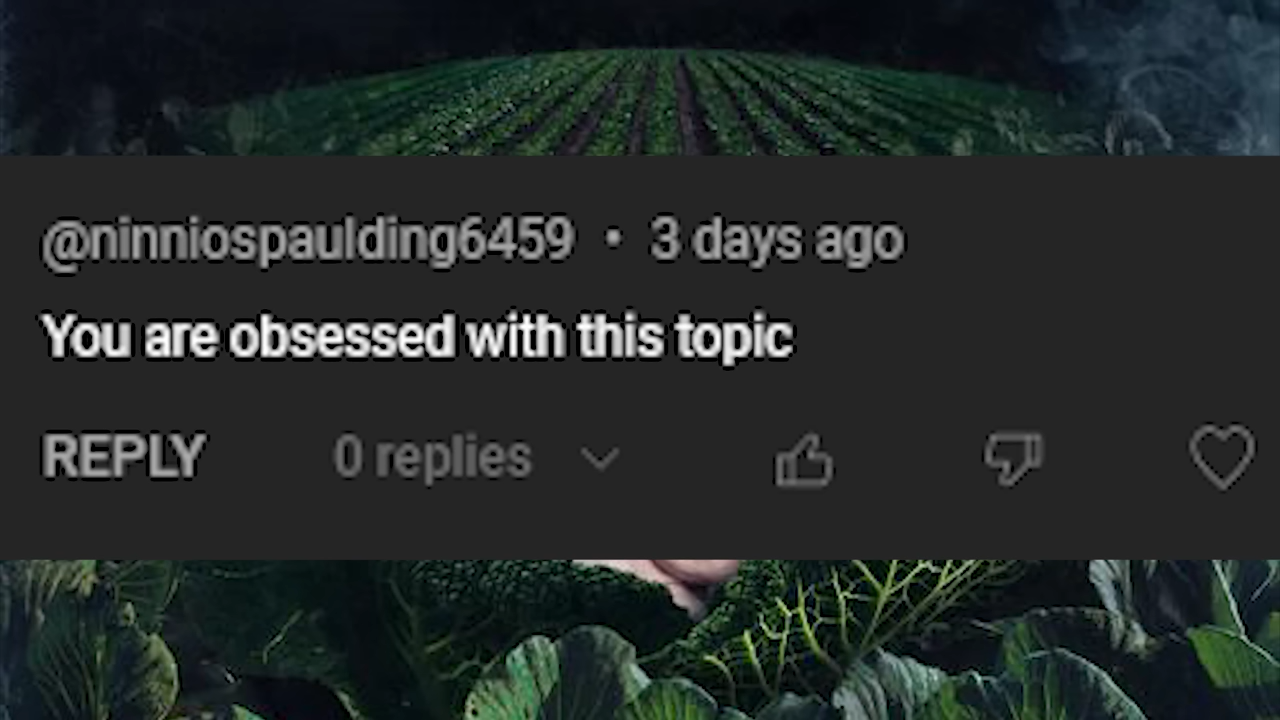 @ninniospaulding6459 • 3 days ago
You are obsessed with this topic
REPLY 0 replies